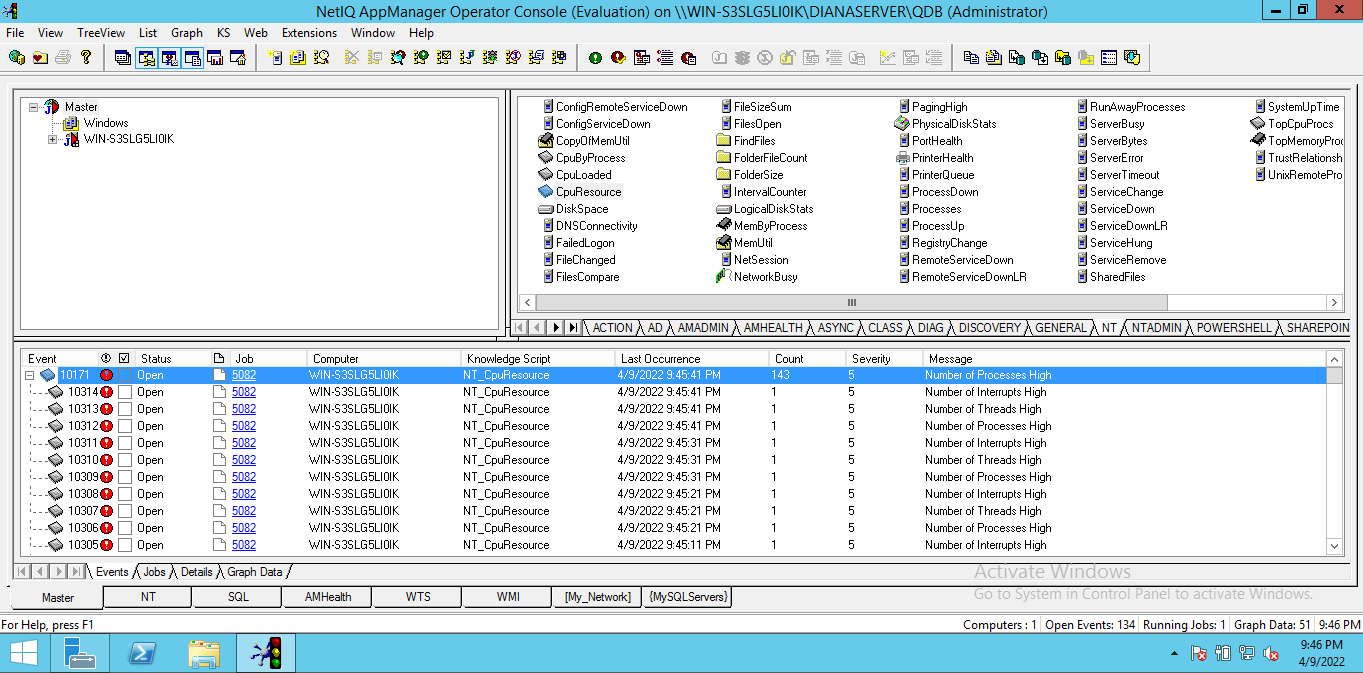 NetIQ AppManager Operator Console (Evaluation) on \\WIN-S3SLG5LI0IK\DIANASERVER\QDB (Administrator)
File View TreeView List Graph KS Web Extensions Window Help
Master
Windows
WIN-S3SLG5LI0IK
ConfigRemoteServiceDown FileSizeSum PagingHigh RunAwayProcesses SystemUpTime
ConfigServiceDown FilesOpen PhysicalDiskStats ServerBusy TopCpuProcs
CopyOfMemUtil FindFiles PortHealth ServerBytes TopMemoryProc
CpuByProcess FolderFileCount PrinterHealth ServerError TrustRelationsh
CpuLoaded FolderSize PrinterQueue ServerTimeout UnixRemotePro
CpuResource IntervalCounter ProcessDown ServiceChange
DiskSpace LogicalDiskStats Processes ServiceDown
DNSConnectivity MemByProcess ProcessUp ServiceDownLR
FailedLogon MemUtil RegistryChange ServiceHung
FileChanged NetSession RemoteServiceDown ServiceRemove
FilesCompare NetworkBusy RemoteServiceDownLR SharedFiles
ACTION AD AMADMIN AMHEALTH ASYNC CLASS DIAG DISCOVERY GENERAL NT NTADMIN POWERSHELL SHAREPOIN
Event Status Job Computer Knowledge Script Last Occurrence Count Severity Message
10171 Open 5082 WIN-S3SLG5LI0IK NT_CpuResource 4/9/2022 9:45:41 PM 143 5 Number of Processes High
10314 Open 5082 WIN-S3SLG5LI0IK NT_CpuResource 4/9/2022 9:45:41 PM 1 5 Number of Interrupts High
10313 Open 5082 WIN-S3SLG5LI0IK NT_CpuResource 4/9/2022 9:45:41 PM 1 5 Number of Threads High
10312 Open 5082 WIN-S3SLG5LI0IK NT_CpuResource 4/9/2022 9:45:41 PM 1 5 Number of Processes High
10311 Open 5082 WIN-S3SLG5LI0IK NT_CpuResource 4/9/2022 9:45:31 PM 1 5 Number of Interrupts High
10310 Open 5082 WIN-S3SLG5LI0IK NT_CpuResource 4/9/2022 9:45:31 PM 1 5 Number of Threads High
10309 Open 5082 WIN-S3SLG5LI0IK NT_CpuResource 4/9/2022 9:45:31 PM 1 5 Number of Processes High
10308 Open 5082 WIN-S3SLG5LI0IK NT_CpuResource 4/9/2022 9:45:21 PM 1 5 Number of Interrupts High
10307 Open 5082 WIN-S3SLG5LI0IK NT_CpuResource 4/9/2022 9:45:21 PM 1 5 Number of Threads High
10306 Open 5082 WIN-S3SLG5LI0IK NT_CpuResource 4/9/2022 9:45:21 PM 1 5 Number of Processes High
10305 Open 5082 WIN-S3SLG5LI0IK NT_CpuResource 4/9/2022 9:45:11 PM 1 5 Number of Interrupts High
Events Jobs Details Graph Data
Activate Windows
Go to System in Control Panel to activate Windows.
Master NT SQL AMHealth WTS WMI [My_Network] {MySQLServers}
For Help, press F1 Computers : 1 Open Events: 134 Running Jobs: 1 Graph Data: 51 9:46 PM
9:46 PM
4/9/2022